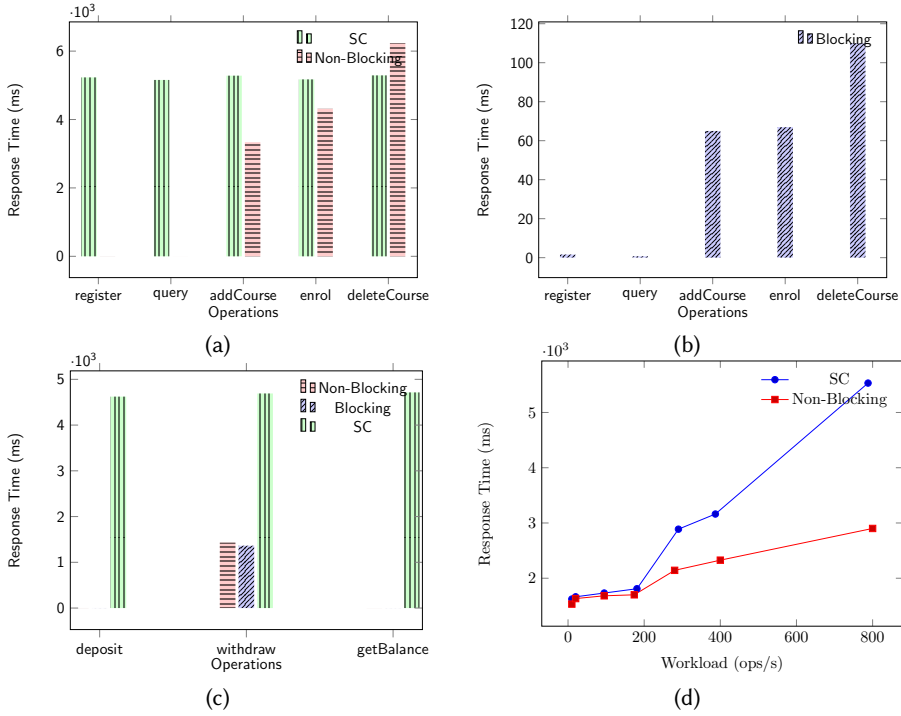 ·10³
SC
Non-Blocking
6
4
2
0
Response Time (ms)
register query addCourse enrol deleteCourse
Operations
(a)
Blocking
120
100
80
60
40
20
0
Response Time (ms)
register query addCourse enrol deleteCourse
Operations
(b)
·10³
Non-Blocking
Blocking
SC
5
4
3
2
1
0
Response Time (ms)
deposit withdraw getBalance
Operations
(c)
·10³
SC
Non-Blocking
5
3
2
Response Time (ms)
0 200 400 600 800
Workload (ops/s)
(d)